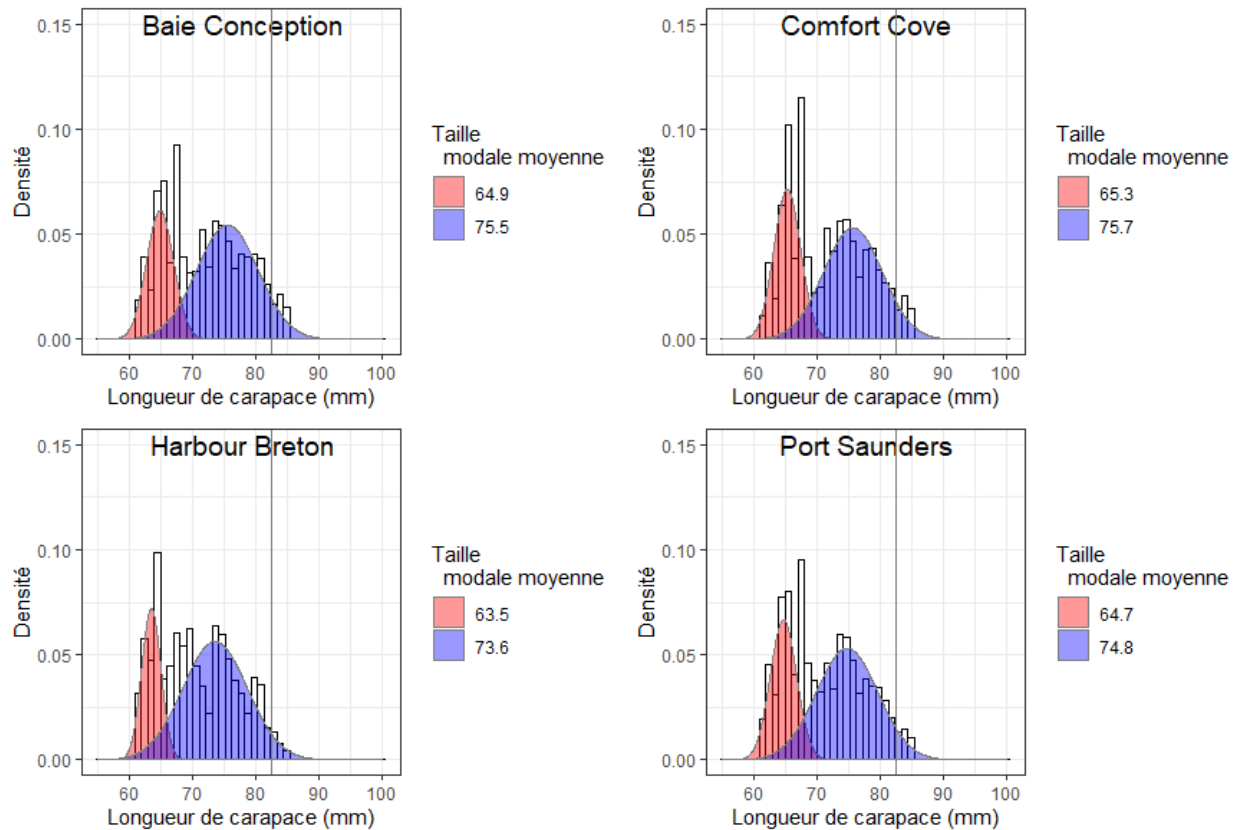 Baie Conception
0.15
0.10
0.05
0.00
Densité
60 70 80 90 100
Longueur de carapace (mm)
Taille
modale moyenne
64.9
75.5
Comfort Cove
0.15
0.10
0.05
0.00
Densité
60 70 80 90 100
Longueur de carapace (mm)
Taille
modale moyenne
65.3
75.7
Harbour Breton
0.15
0.10
0.05
0.00
Densité
60 70 80 90 100
Longueur de carapace (mm)
Taille
modale moyenne
63.5
73.6
Port Saunders
0.15
0.10
0.05
0.00
Densité
60 70 80 90 100
Longueur de carapace (mm)
Taille
modale moyenne
64.7
74.8